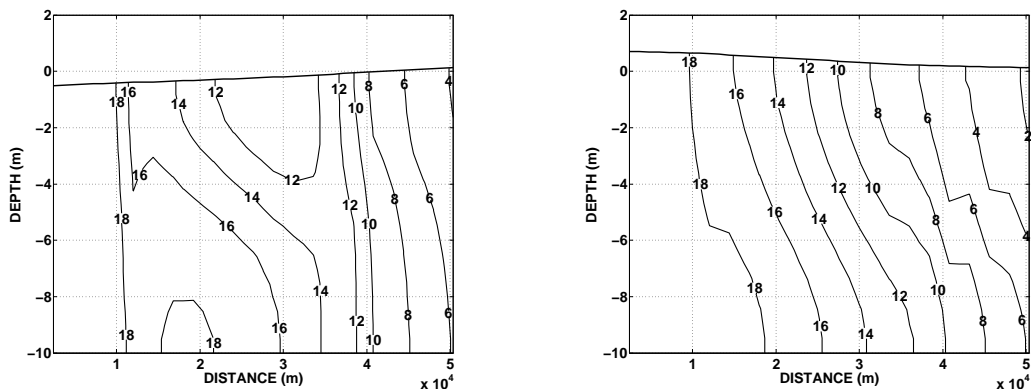 2
0
−2
−4
−6
−8
−10
DEPTH (m)
1 2 3 4 5
DISTANCE (m)
x 10^4
18 16 14 12 12 10 8 6 4
16 12 14 12 8 6
18 16 10
14 12 8 6
18 16 18 10
2
0
−2
−4
−6
−8
−10
DEPTH (m)
1 2 3 4 5
DISTANCE (m)
x 10^4
18 16 14 12 10
8 6 4 2
18 16 14 12 10 8 6 4
18 16 14 12 10 8 6